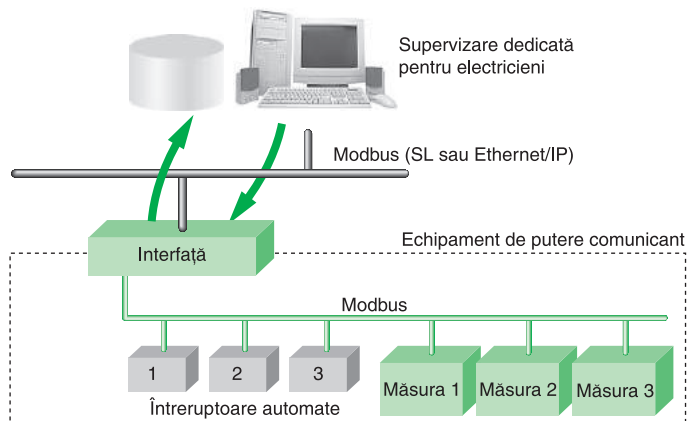 Supervizare dedicată
pentru electricieni
Modbus (SL sau Ethernet/IP)
Echipament de putere comunicant
Interfață
Modbus
1
2
3
Măsura 1
Măsura 2
Măsura 3
Întreruptoare automate